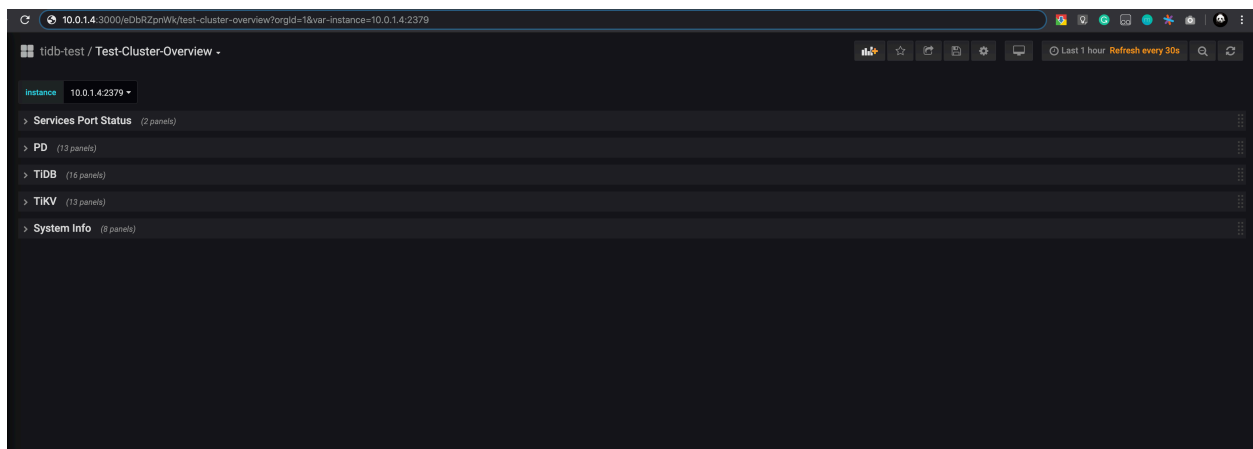 10.0.1.4:3000/eDbRZpnWk/test-cluster-overview?orgId=1&var-instance=10.0.1.4:2379
tidb-test / Test-Cluster-Overview
Last 1 hour Refresh every 30s
instance 10.0.1.4:2379
Services Port Status (2 panels)
PD (13 panels)
TiDB (16 panels)
TiKV (13 panels)
System Info (8 panels)